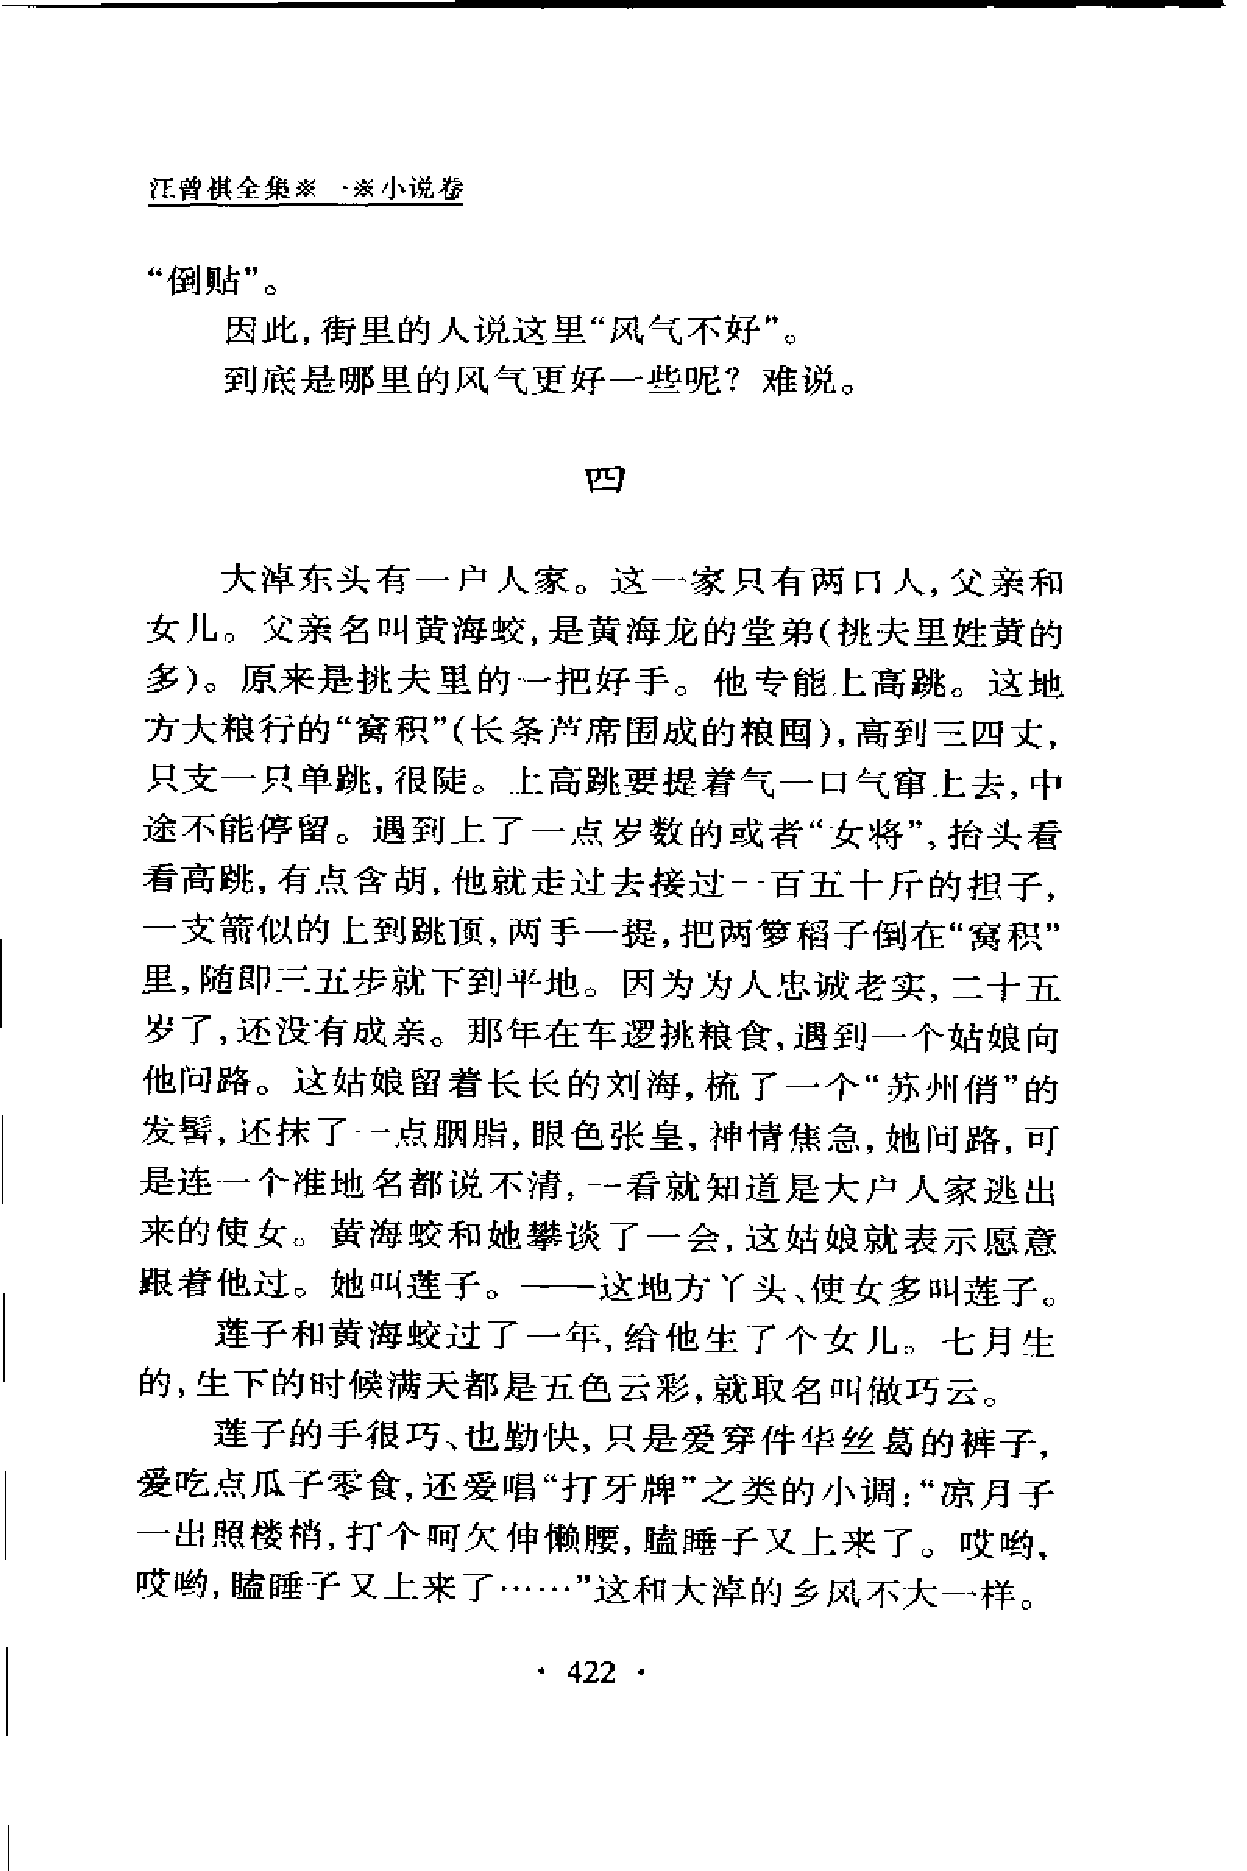 汪曾祺全集※一※小说卷
“倒贴”。
因此,街里的人说这里“风气不好”。
到底是哪里的风气更好一些呢? 难说。
四
大淖东头有一户人家。这一家只有两口人,父亲和
女儿。父亲名叫黄海蛟,是黄海龙的堂弟(挑夫里姓黄的
多)。原来是挑夫里的一把好手。他专能上高跳。这地
方大粮行的“窝积”(长条芦席围成的粮囤),高到三四丈,
只支一只单跳,很陡。上高跳要提着气一口气窜上去,中
途不能停留。遇到上了一点岁数的或者“女将”,抬头看
看高跳,有点含胡,他就走过去接过一百五十斤的担子,
一支箭似的上到跳顶,两手一提,把两箩稻子倒在“窝积”
里,随即三五步就下到平地。因为为人忠诚老实,二十五
岁了,还没有成亲。那年在车逻挑粮食,遇到一个姑娘向
他问路。这姑娘留着长长的刘海,梳了一个“苏州俏”的
发髻,还抹了一点胭脂,眼色张皇,神情焦急,她问路,可
是连一个准地名都说不清,一看就知道是大户人家逃出
来的使女。黄海蛟和她攀谈了一会,这姑娘就表示愿意
跟着他过。她叫莲子。——这地方丫头、使女多叫莲子。
莲子和黄海蛟过了一年,给他生了个女儿。七月生
的,生下的时候满天都是五色云彩,就取名叫做巧云。
莲子的手很巧、也勤快,只是爱穿件华丝葛的裤子,
爱吃点瓜子零食,还爱唱“打牙牌”之类的小调:“凉月子
一出照楼梢,打个呵欠伸懒腰,瞌睡子又上来了。哎哟,
哎哟,瞌睡子又上来了……”这和大淖的乡风不大一样。
· 422 ·